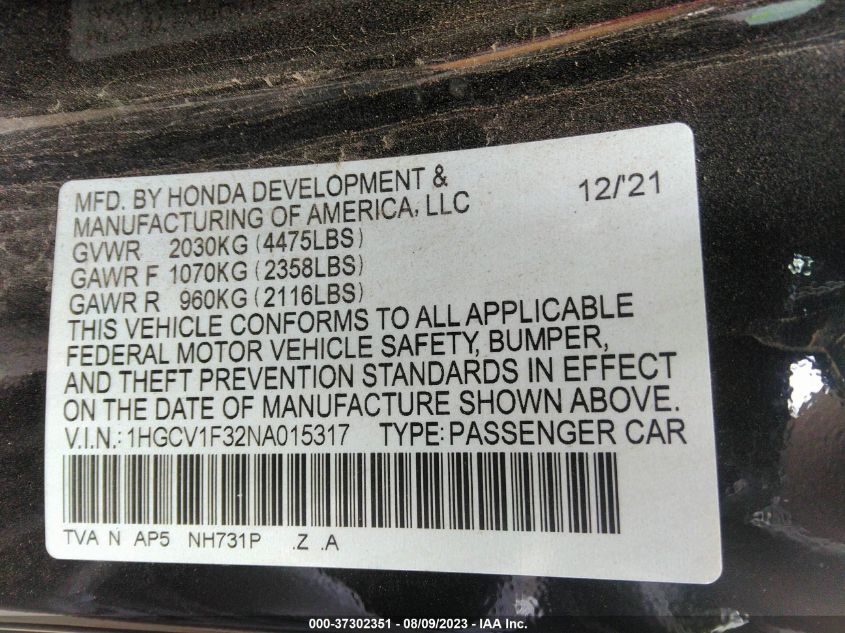 MFD. BY HONDA DEVELOPMENT &
MANUFACTURING OF AMERICA, LLC 12/'21
GVWR 2030KG (4475LBS)
GAWR F 1070KG (2358LBS)
GAWR R 960KG (2116LBS)
THIS VEHICLE CONFORMS TO ALL APPLICABLE
FEDERAL MOTOR VEHICLE SAFETY, BUMPER,
AND THEFT PREVENTION STANDARDS IN EFFECT
ON THE DATE OF MANUFACTURE SHOWN ABOVE.
V.I.N.: 1HGCV1F32NA015317 TYPE: PASSENGER CAR
TVA N AP5 NH731P .Z .A
000-37302351 - 08/09/2023 - IAA Inc.